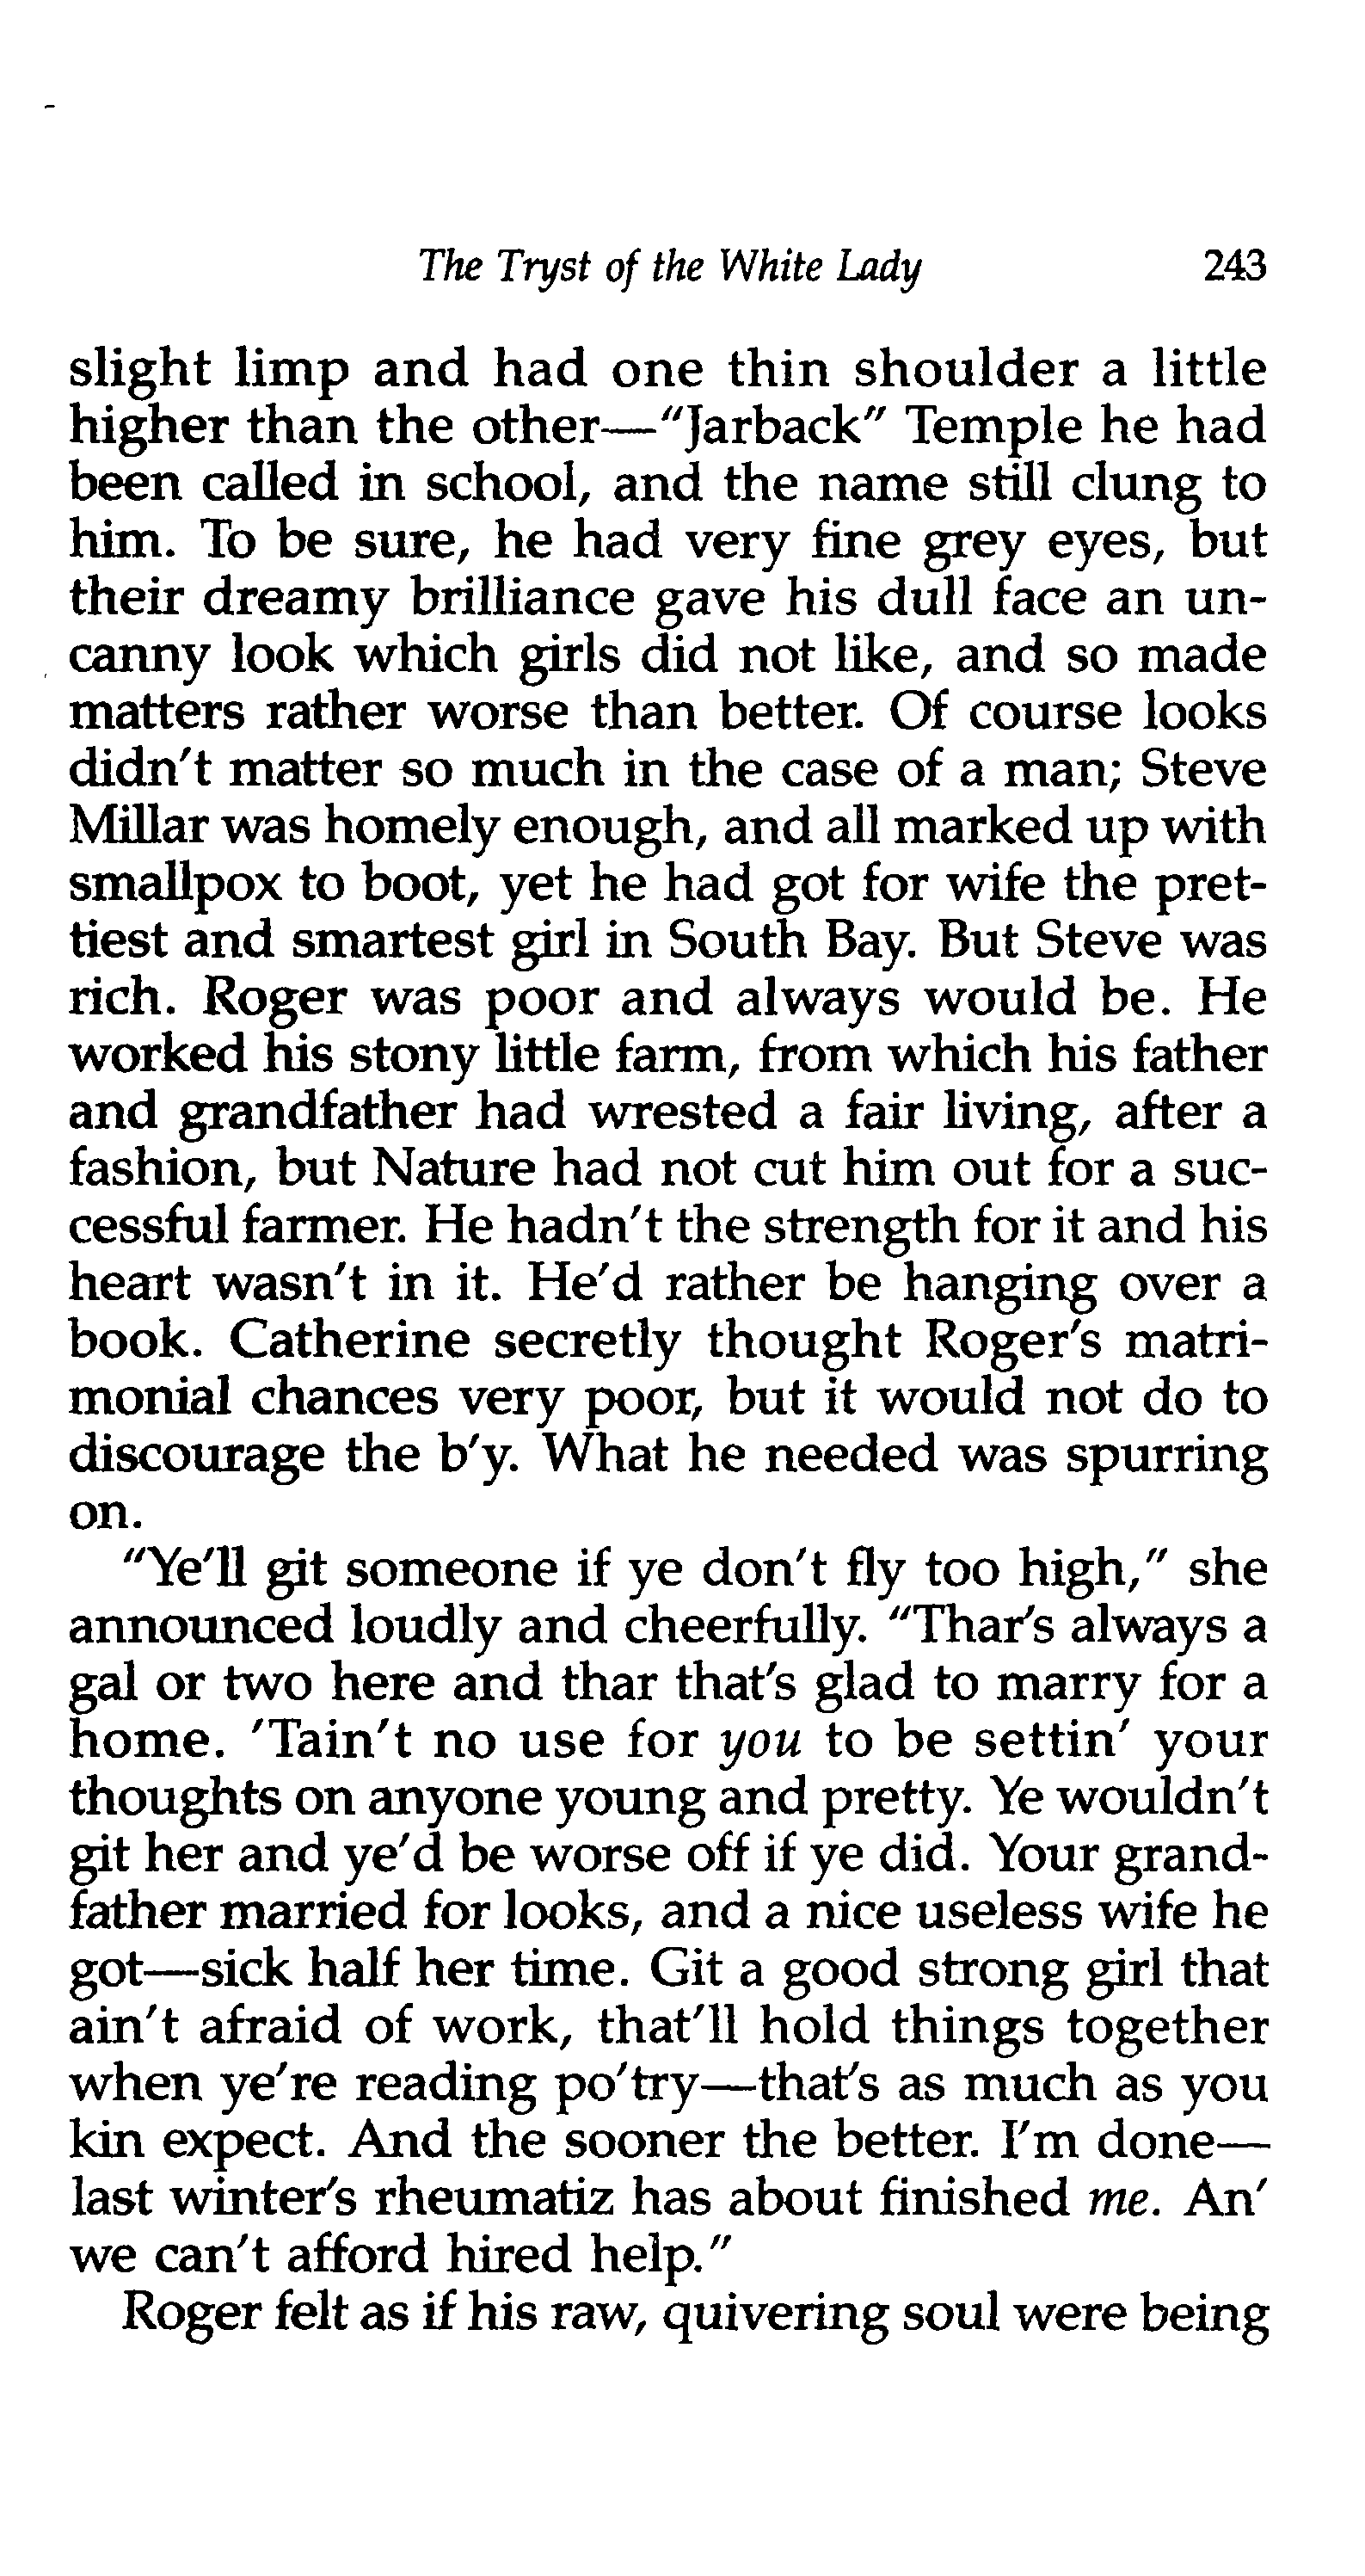 The Tryst of the White Lady 243
slight limp and had one thin shoulder a little
higher than the other—"Jarback" Temple he had
been called in school, and the name still clung to
him. To be sure, he had very fine grey eyes, but
their dreamy brilliance gave his dull face an un-
canny look which girls did not like, and so made
matters rather worse than better. Of course looks
didn't matter so much in the case of a man; Steve
Millar was homely enough, and all marked up with
smallpox to boot, yet he had got for wife the pret-
tiest and smartest girl in South Bay. But Steve was
rich. Roger was poor and always would be. He
worked his stony little farm, from which his father
and grandfather had wrested a fair living, after a
fashion, but Nature had not cut him out for a suc-
cessful farmer. He hadn't the strength for it and his
heart wasn't in it. He'd rather be hanging over a
book. Catherine secretly thought Roger's matri-
monial chances very poor, but it would not do to
discourage the b'y. What he needed was spurring
on.
"Ye'll git someone if ye don't fly too high," she
announced loudly and cheerfully. "Thar's always a
gal or two here and thar that's glad to marry for a
home. 'Tain't no use for you to be settin' your
thoughts on anyone young and pretty. Ye wouldn't
git her and ye'd be worse off if ye did. Your grand-
father married for looks, and a nice useless wife he
got—sick half her time. Git a good strong girl that
ain't afraid of work, that'll hold things together
when ye're reading po'try—that's as much as you
kin expect. And the sooner the better. I'm done—
last winter's rheumatiz has about finished me. An'
we can't afford hired help."
Roger felt as if his raw, quivering soul were being